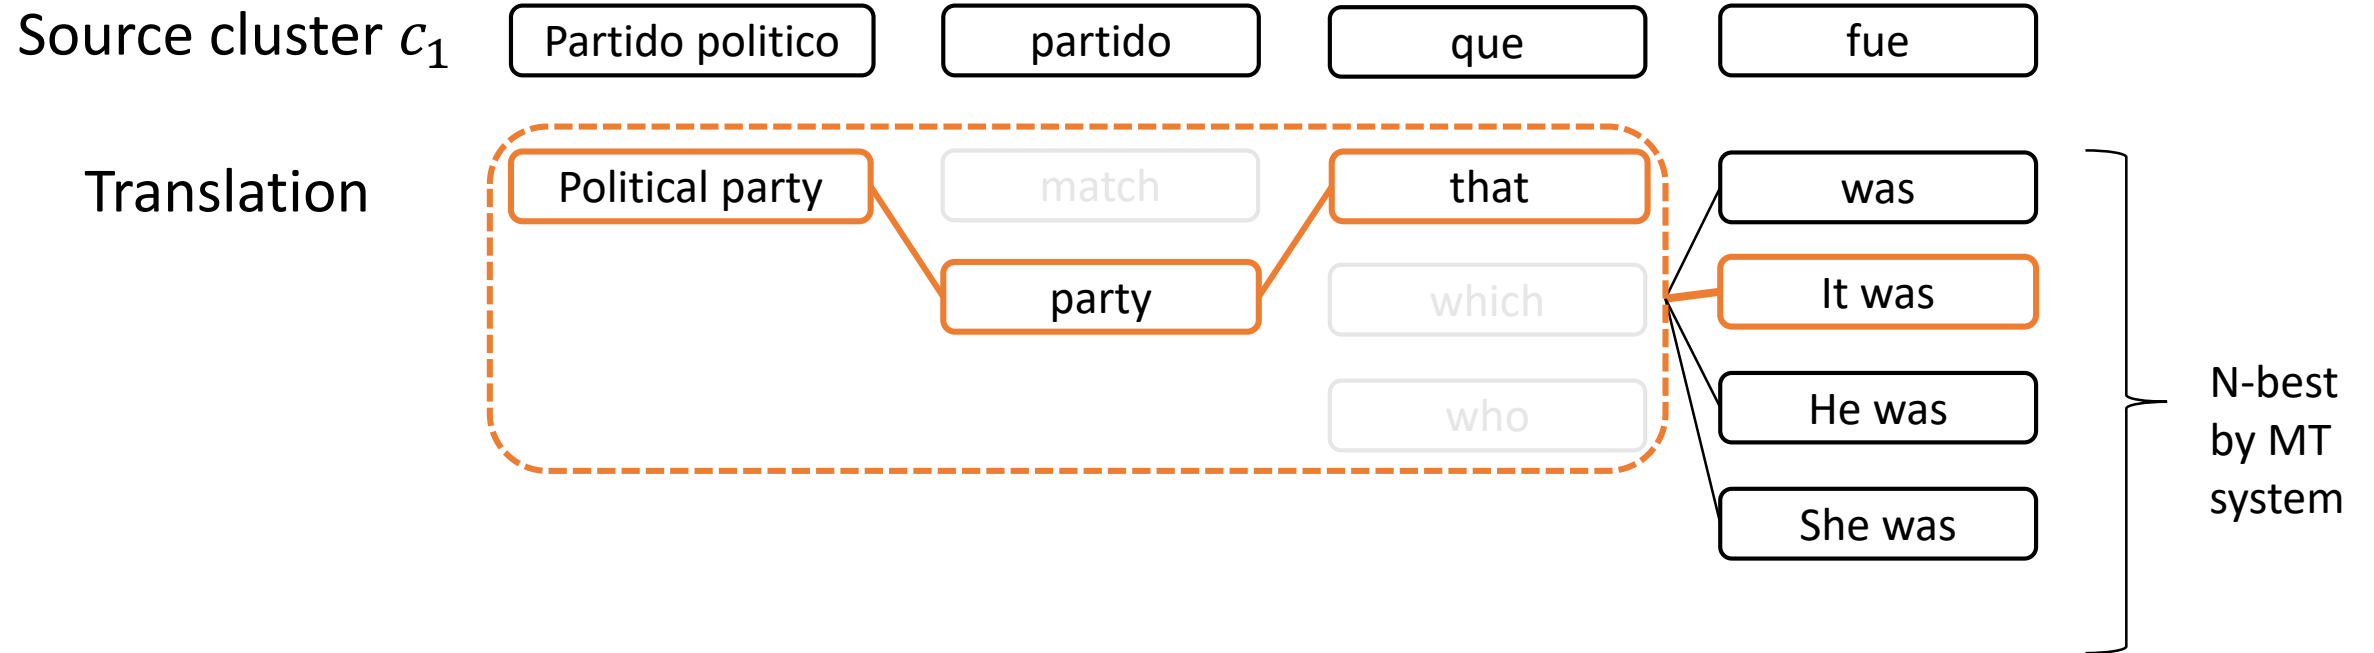 Source cluster c₁ Partido politico partido que fue
Translation Political party match that was
party which It was
who He was
She was
N-best
by MT
system